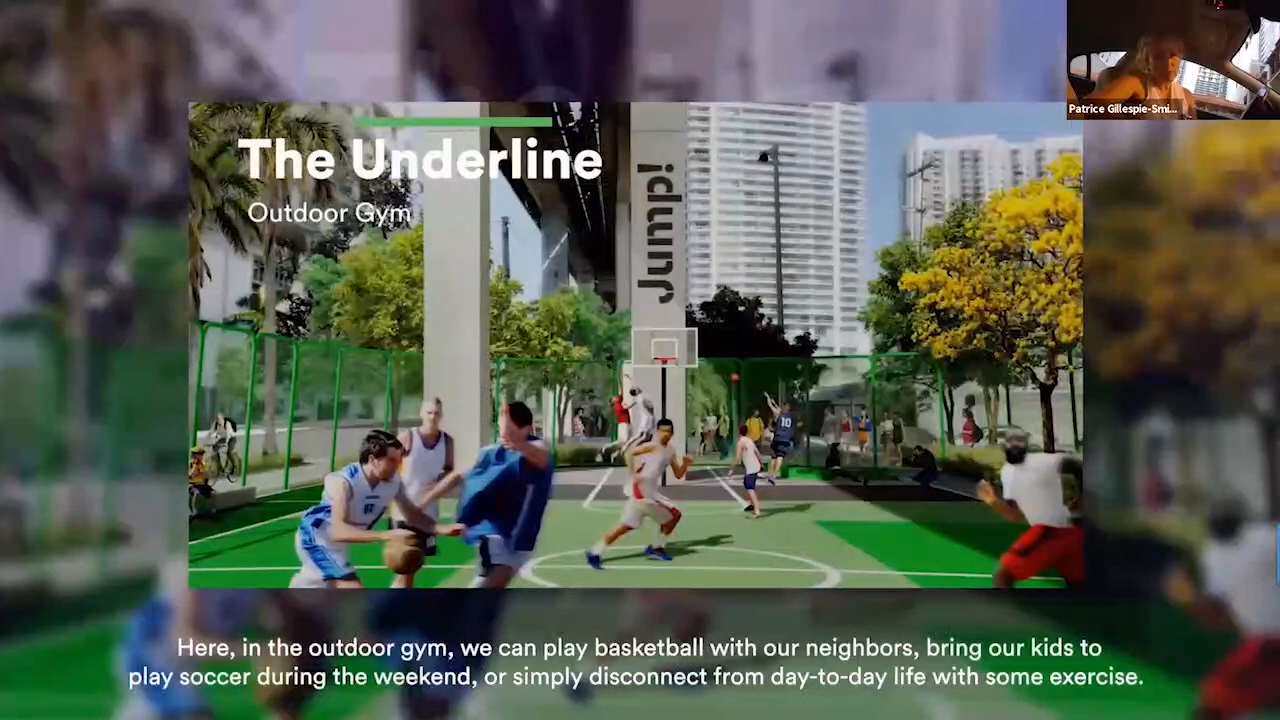 Patrice Gillespie-Smi...
The Underline
Outdoor Gym
Jump!
10
Here, in the outdoor gym, we can play basketball with our neighbors, bring our kids to
play soccer during the weekend, or simply disconnect from day-to-day life with some exercise.